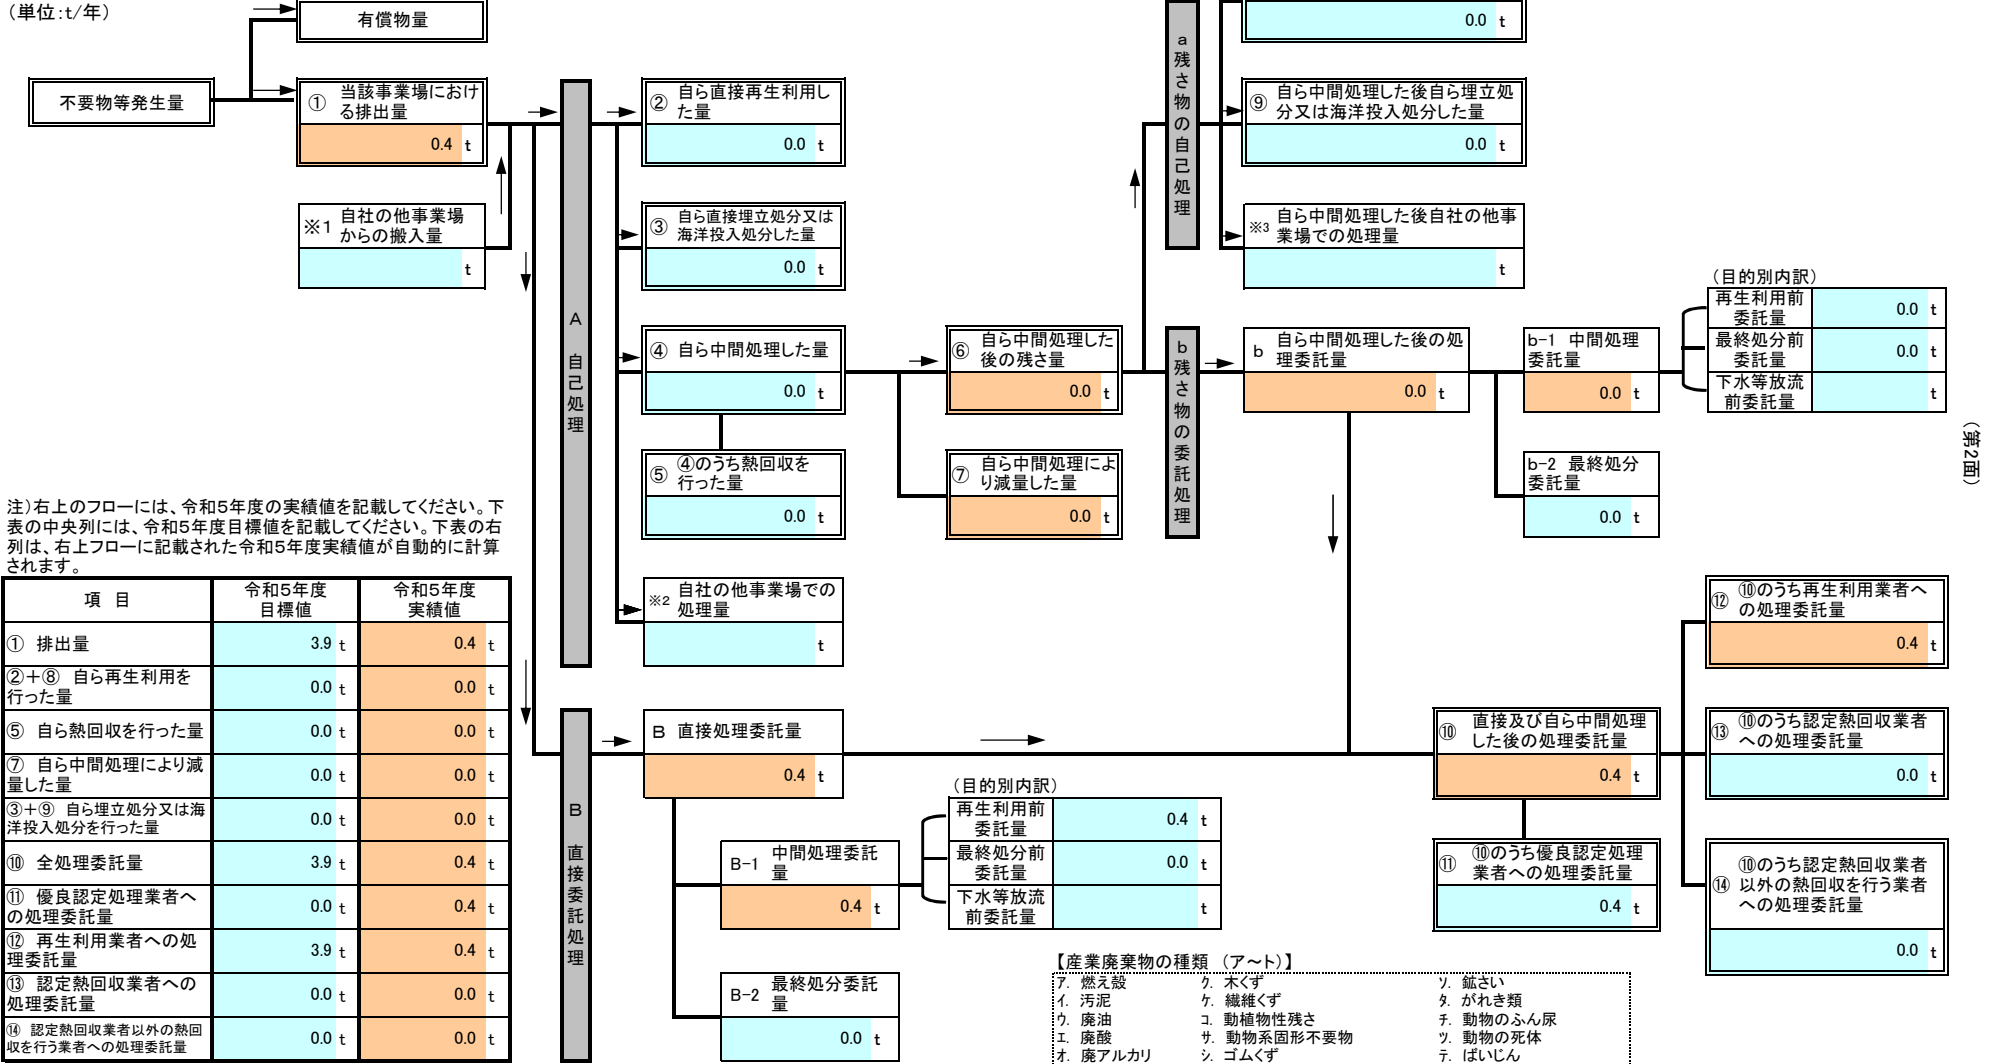 (単位:t/年)
有償物量
不要物等発生量
① 当該事業場におけ
る排出量
0.4 t
※1 自社の他事業場
からの搬入量
t
A 自己処理
② 自ら直接再生利用し
た量
0.0 t
③ 自ら直接埋立処分又は
海洋投入処分した量
0.0 t
④ 自ら中間処理した量
0.0 t
⑤ ④のうち熱回収を
行った量
0.0 t
※2 自社の他事業場での
処理量
t
⑥ 自ら中間処理した
後の残さ量
0.0 t
⑦ 自ら中間処理によ
り減量した量
0.0 t
a残さ物の自己処理
0.0 t
⑨ 自ら中間処理した後自ら埋立処
分又は海洋投入処分した量
0.0 t
※3 自ら中間処理した後自社の他事
業場での処理量
t
b残さ物の委託処理
b 自ら中間処理した後の処
理委託量
0.0 t
b-1 中間処理
委託量
0.0 t
b-2 最終処分
委託量
0.0 t
(目的別内訳)
再生利用前
委託量
0.0 t
最終処分前
委託量
0.0 t
下水等放流
前委託量
t
(第2面)
注)右上のフローには、令和5年度の実績値を記載してください。下
表の中央列には、令和5年度目標値を記載してください。下表の右
列は、右上フローに記載された令和5年度実績値が自動的に計算
されます。
項 目 令和5年度
目標値 令和5年度
実績値
① 排出量 3.9 t 0.4 t
②+⑧ 自ら再生利用を
行った量 0.0 t 0.0 t
⑤ 自ら熱回収を行った量 0.0 t 0.0 t
⑦ 自ら中間処理により減
量した量 0.0 t 0.0 t
③+⑨ 自ら埋立処分又は海
洋投入処分を行った量 0.0 t 0.0 t
⑩ 全処理委託量 3.9 t 0.4 t
⑪ 優良認定処理業者へ
の処理委託量 0.0 t 0.4 t
⑫ 再生利用業者への処
理委託量 3.9 t 0.4 t
⑬ 認定熱回収業者への
処理委託量 0.0 t 0.0 t
⑭ 認定熱回収業者以外の熱回
収を行う業者への処理委託量 0.0 t 0.0 t
B 直接委託処理
B 直接処理委託量
0.4 t
B-1 中間処理委託
量
0.4 t
B-2 最終処分委託
量
0.0 t
(目的別内訳)
再生利用前
委託量
0.4 t
最終処分前
委託量
0.0 t
下水等放流
前委託量
t
⑩ 直接及び自ら中間処理
した後の処理委託量
0.4 t
⑪ ⑩のうち優良認定処理
業者への処理委託量
0.4 t
⑫ ⑩のうち再生利用業者へ
の処理委託量
0.4 t
⑬ ⑩のうち認定熱回収業者
への処理委託量
0.0 t
⑭ ⑩のうち認定熱回収業者
以外の熱回収を行う業者
への処理委託量
0.0 t
【産業廃棄物の種類 (ア~ト)】
ア. 燃え殻 ク. 木くず ソ. 鉱さい
イ. 汚泥 ケ. 繊維くず タ. がれき類
ウ. 廃油 コ. 動植物性残さ チ. 動物のふん尿
エ. 廃酸 サ. 動物系固形不要物 ツ. 動物の死体
オ. 廃アルカリ シ. ゴムくず テ. ばいじん